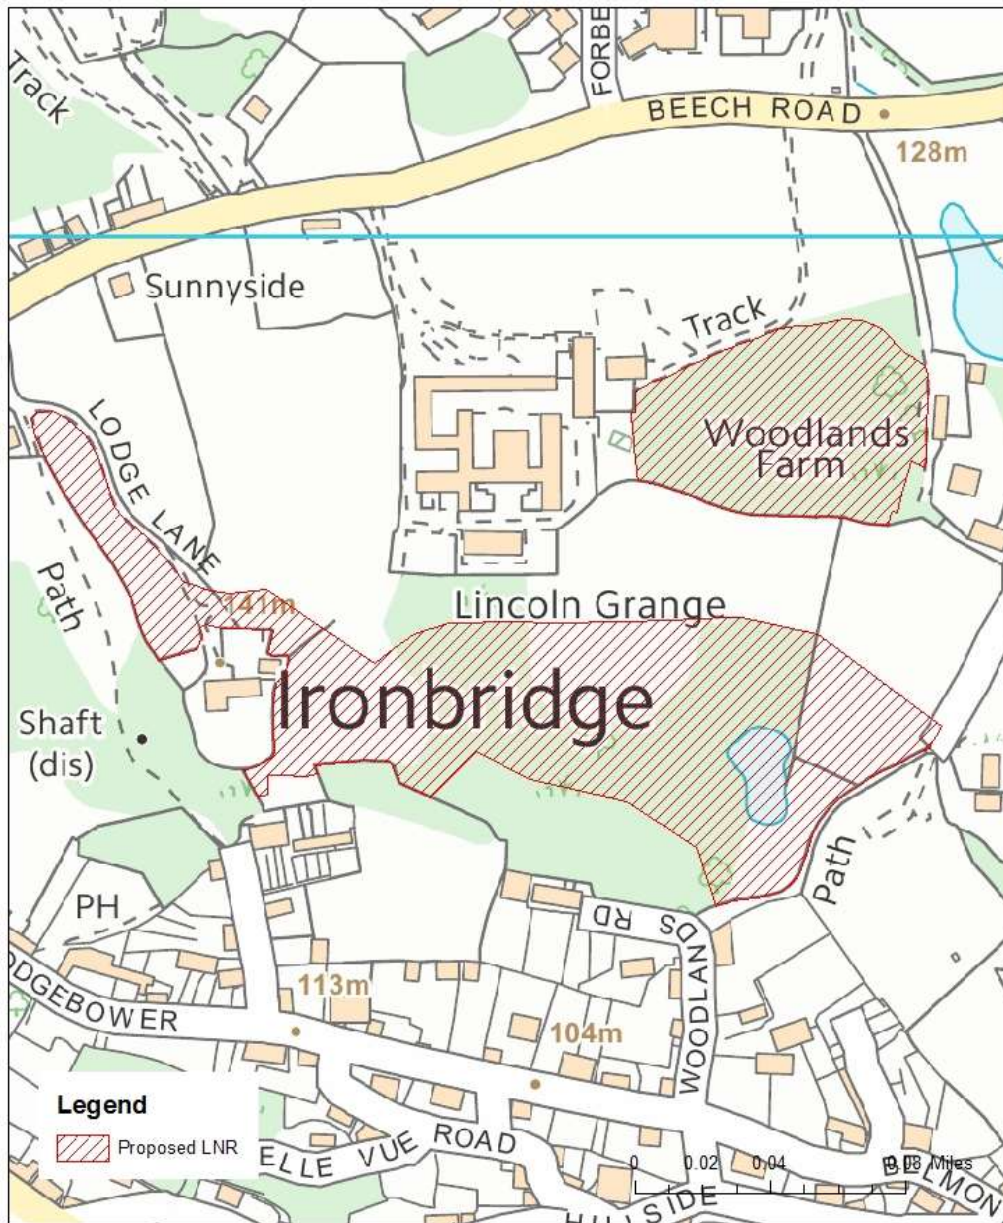 FORBE
BEECH ROAD
Track
128m
Sunnyside
Track
LODGE LANE
Woodlands
Farm
Path
141m
Lincoln Grange
Ironbridge
Shaft
(dis)
Path
PH
WOODLANDS RD
113m
ODGEBOWER
104m
Legend
Proposed LNR
ELLE VUE ROAD
0 0.02 0.04 0.08 Miles
BELMON
HILLSIDE